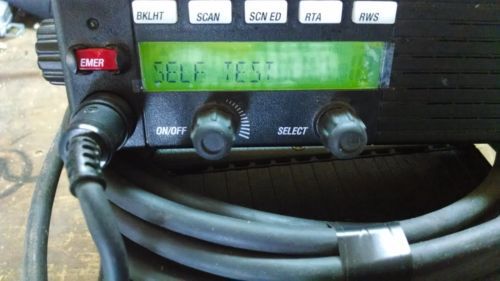 BKLHT SCAN SCN ED RTA RWS
EMER
SELF TEST
ON/OFF SELECT